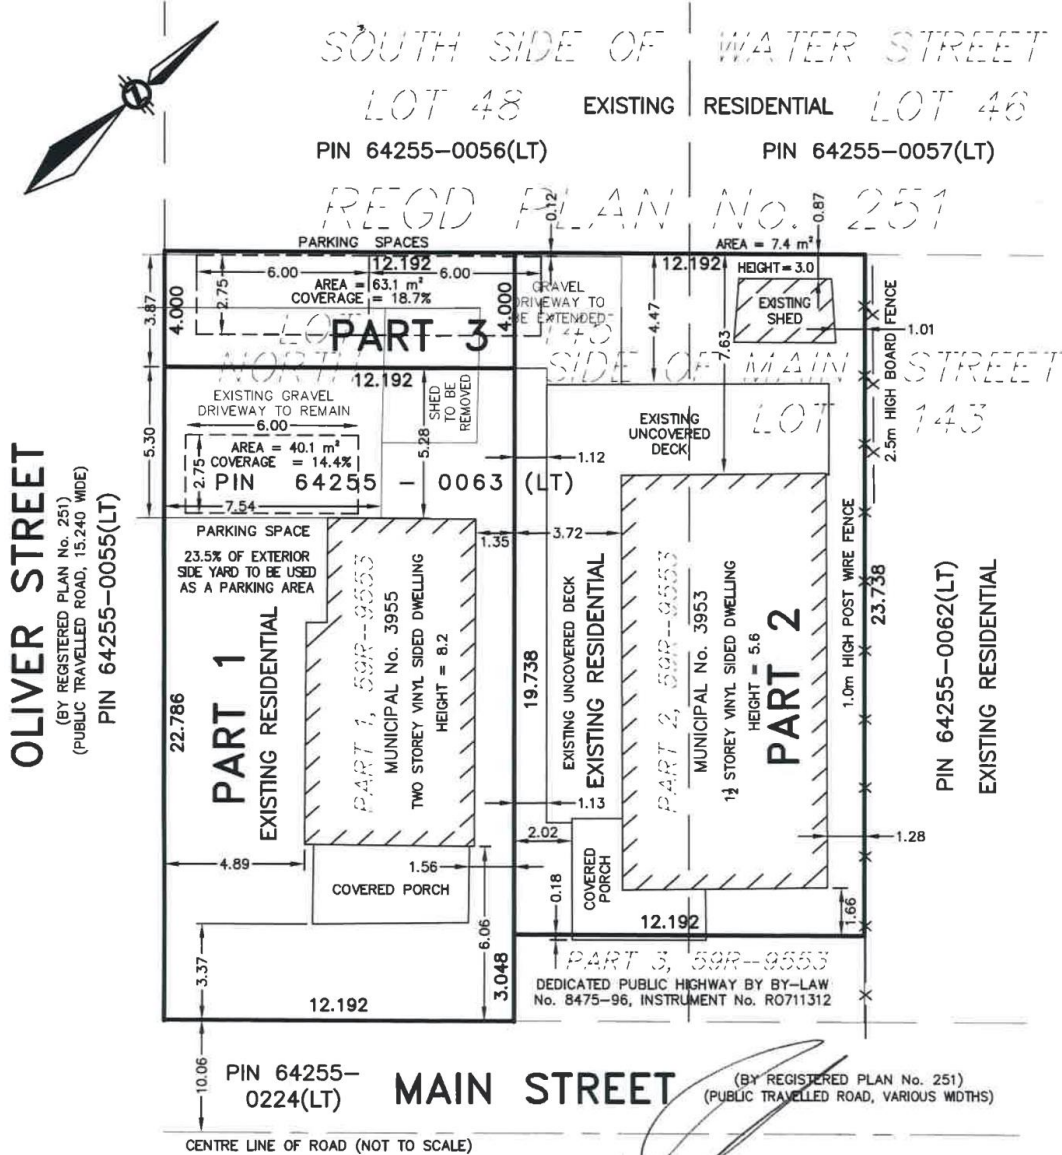 SOUTH SIDE OF WATER STREET
LOT 48
EXISTING RESIDENTIAL
LOT 46
PIN 64255-0056(LT)
PIN 64255-0057(LT)
REGD PLAN No. 251
0.12
0.87
PARKING SPACES
AREA = 7.4 m²
12.192
12.192
HEIGHT = 3.0
6.00
6.00
AREA = 63.1 m²
COVERAGE = 18.7%
3.87
4.000
2.75
4.000
GRAVEL
DRIVEWAY TO
BE EXTENDED
4.47
7.63
EXISTING
SHED
1.01
2.5m HIGH BOARD FENCE
LOT 145
PART 3
NORTH SIDE OF MAIN STREET
12.192
LOT 143
EXISTING GRAVEL
DRIVEWAY TO REMAIN
SHED
TO BE
REMOVED
5.30
5.28
6.00
AREA = 40.1 m²
COVERAGE = 14.4%
2.75
EXISTING
UNCOVERED
DECK
1.12
PIN 64255 - 0063 (LT)
7.54
PARKING SPACE
23.5% OF EXTERIOR
SIDE YARD TO BE USED
AS A PARKING AREA
1.35
3.72
OLIVER STREET
(BY REGISTERED PLAN No. 251)
(PUBLIC TRAVELLED ROAD, 15.240 WIDE)
PIN 64255-0055(LT)
22.786
PART 1
EXISTING RESIDENTIAL
PART 1, 59R-9553
MUNICIPAL No. 3955
TWO STOREY VINYL SIDED DWELLING
HEIGHT = 8.2
19.738
EXISTING UNCOVERED DECK
EXISTING RESIDENTIAL
PART 2, 59R-9553
MUNICIPAL No. 3953
1½ STOREY VINYL SIDED DWELLING
HEIGHT = 5.6
PART 2
1.0m HIGH POST WIRE FENCE
23.738
PIN 64255-0062(LT)
EXISTING RESIDENTIAL
1.13
2.02
1.28
4.89
1.56
COVERED PORCH
COVERED
PORCH
0.18
12.192
1.66
3.37
6.06
3.048
12.192
PART 3, 59R-9553
DEDICATED PUBLIC HIGHWAY BY BY-LAW
No. 8475-96, INSTRUMENT No. RO711312
10.06
PIN 64255-
0224(LT)
MAIN STREET
(BY REGISTERED PLAN No. 251)
(PUBLIC TRAVELLED ROAD, VARIOUS WIDTHS)
CENTRE LINE OF ROAD (NOT TO SCALE)